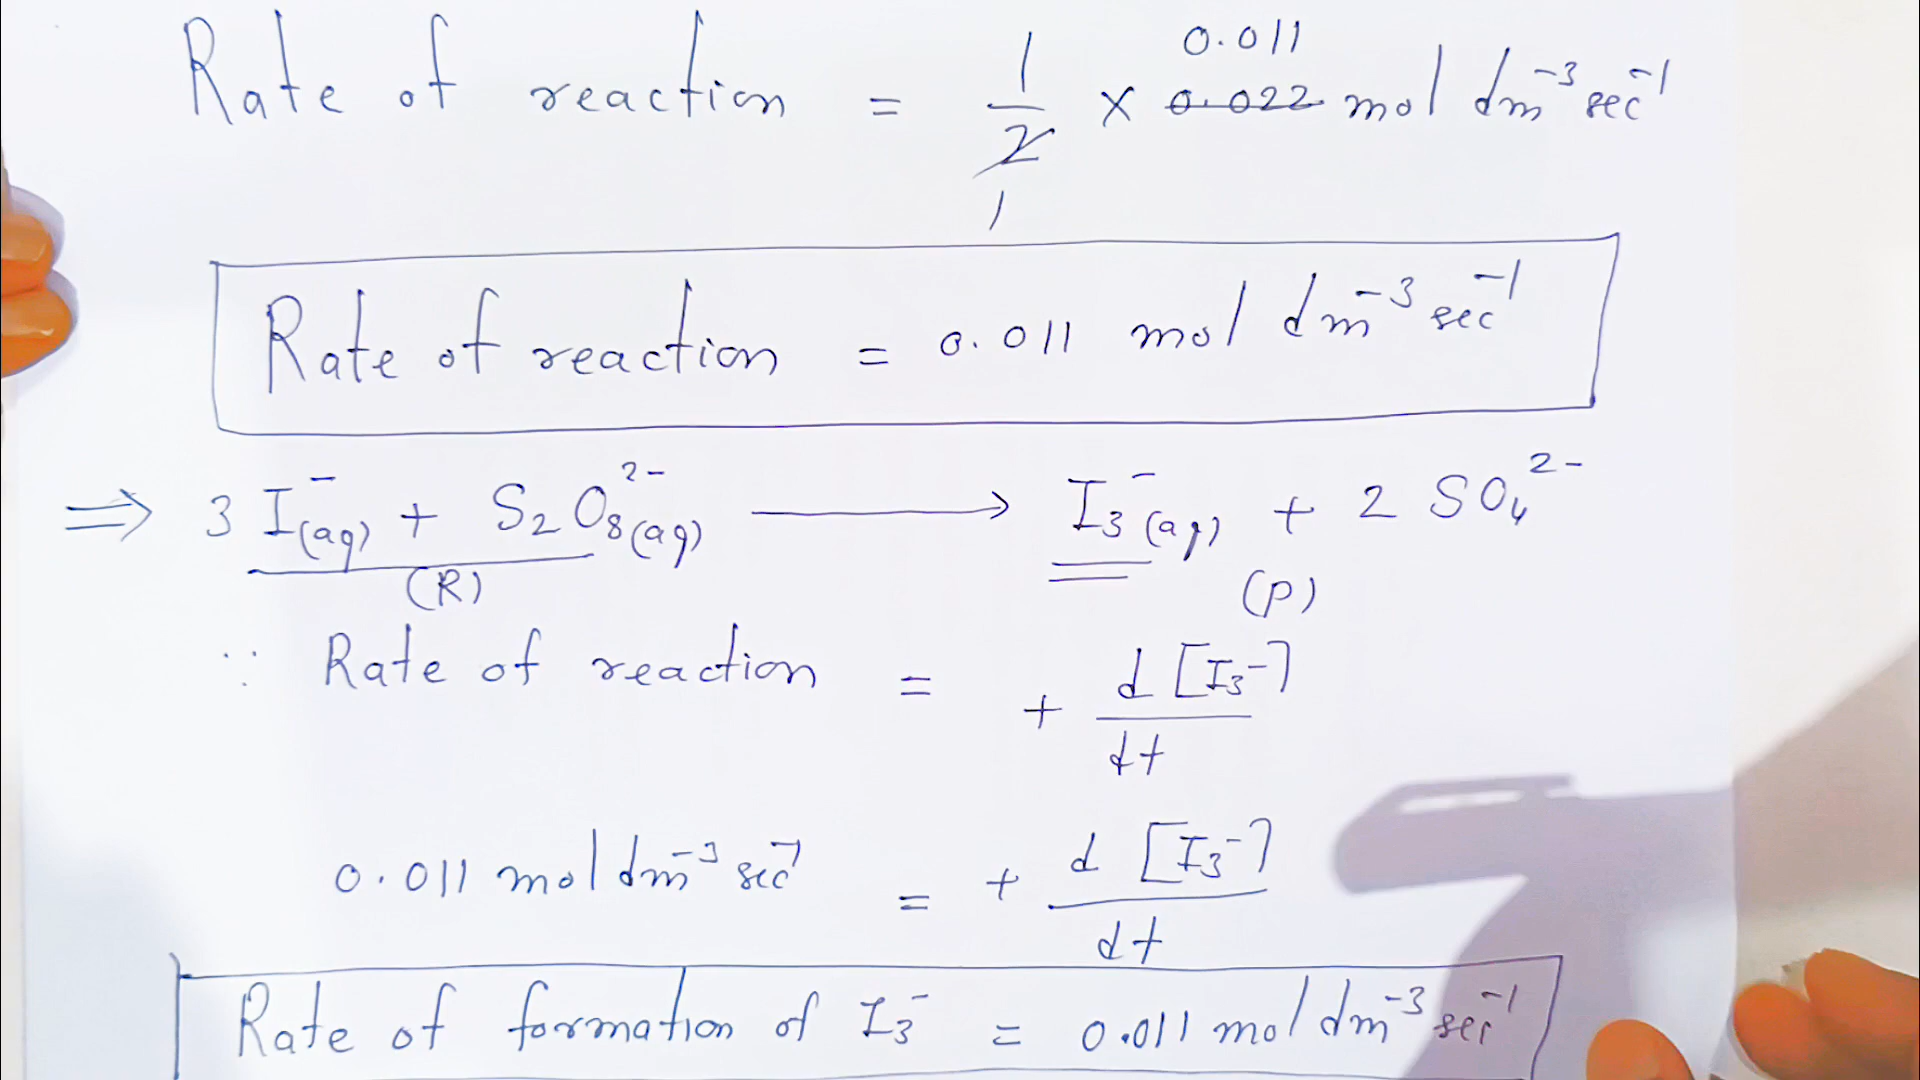 Rate of reaction = 1/2 × 0.022 mol dm⁻³ sec⁻¹
0.011
1
Rate of reaction = 0.011 mol dm⁻³ sec⁻¹
⇒ 3 I⁻(aq) + S₂O₈²⁻(aq) ⟶ I₃⁻(aq) + 2 SO₄²⁻
(R) (P)
∵ Rate of reaction = + d [I₃⁻] / dt
0.011 mol dm⁻³ sec⁻¹ = + d [I₃⁻] / dt
Rate of formation of I₃⁻ = 0.011 mol dm⁻³ sec⁻¹